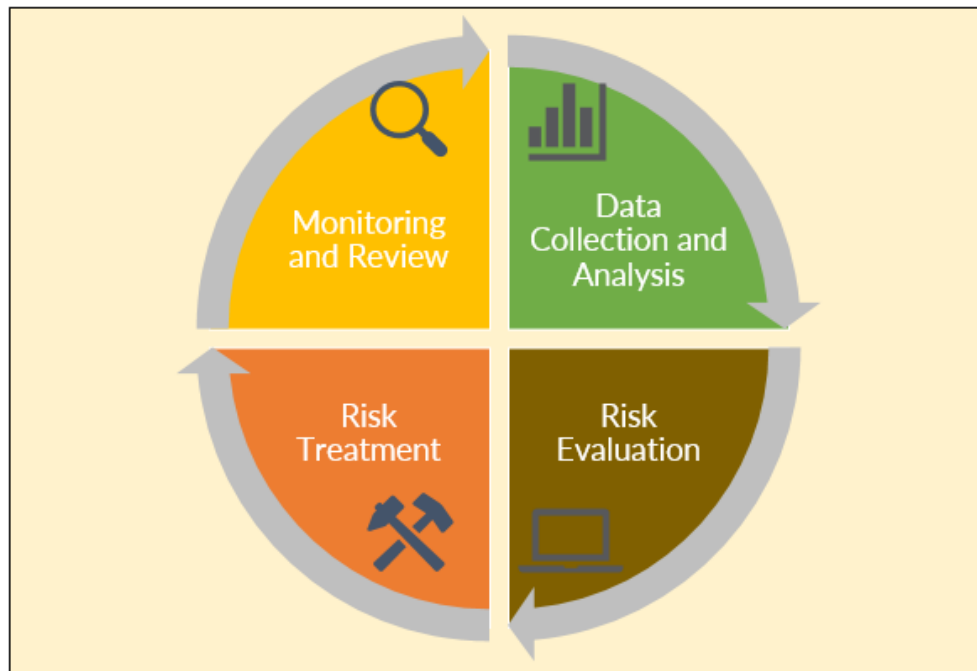 Monitoring
and Review
Data
Collection and
Analysis
Risk
Treatment
Risk
Evaluation